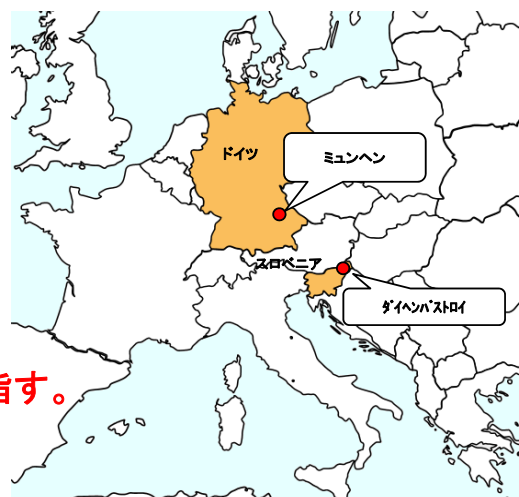 ドイツ
ミュンヘン
スロベニア
ダイヘンバストロイ
指す。